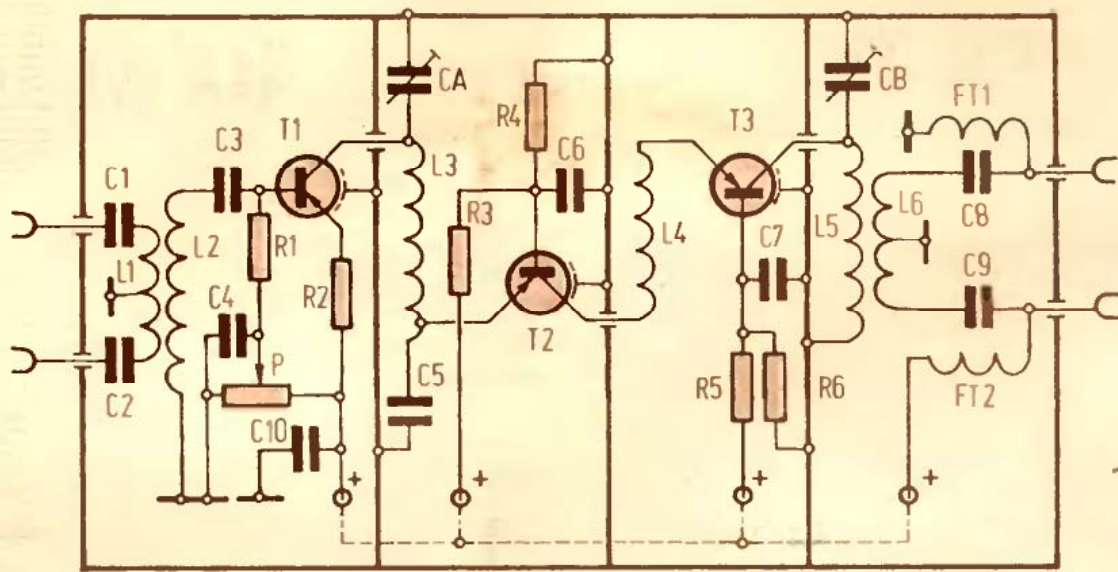 CA
CB
FT1
R4
T1
T3
C3
C6
C1
L3
C8
L6
R3
L1
L2
R1
L4
C7
L5
C9
R2
C4
T2
C2
P
C5
R5
R6
FT2
C10
+
+
+
+